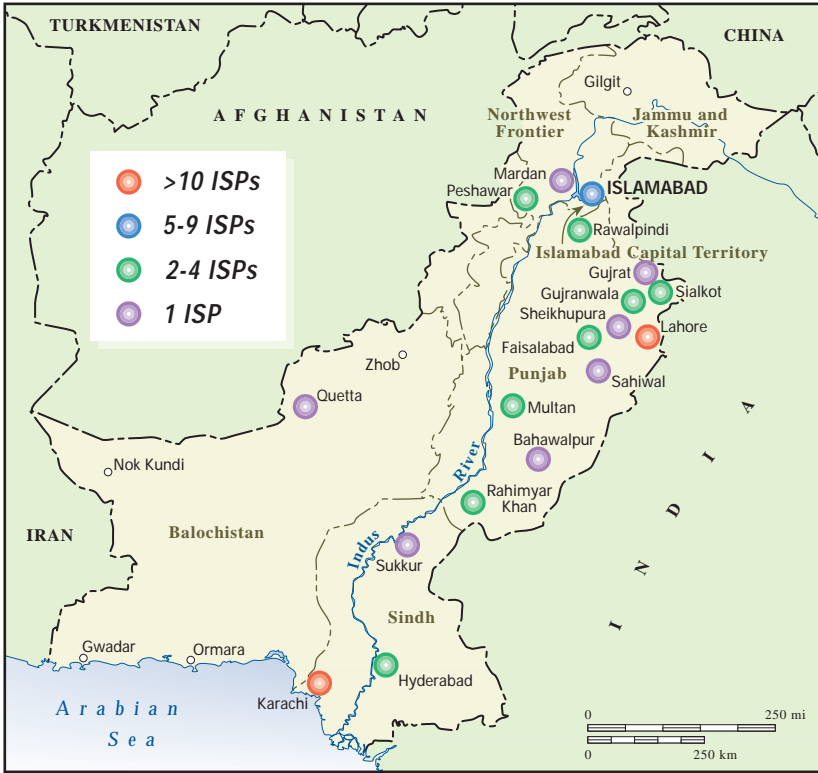 TURKMENISTAN
CHINA
Gilgit
AFGHANISTAN
Northwest
Frontier
Jammu and
Kashmir
>10 ISPs
5-9 ISPs
2-4 ISPs
1 ISP
Mardan
Peshawar
ISLAMABAD
Rawalpindi
Islamabad Capital Territory
Gujrat
Gujranwala
Sialkot
Sheikhupura
Lahore
Faisalabad
Zhob
Punjab
Sahiwal
Quetta
Multan
INDIA
Bahawalpur
Nok Kundi
Indus River
Rahimyar
Khan
IRAN
Balochistan
Sukkur
Sindh
Gwadar
Ormara
Hyderabad
Karachi
Arabian
Sea
0 250 mi
0 250 km